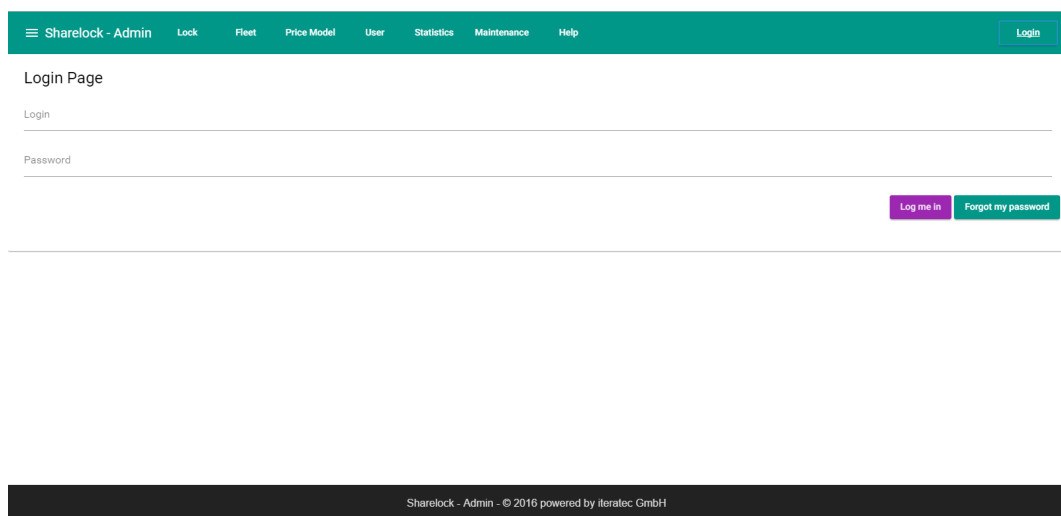 Sharelock - Admin Lock Fleet Price Model User Statistics Maintenance Help Login
Login Page
Login
Password
Log me in Forgot my password
Sharelock - Admin - © 2016 powered by iteratec GmbH